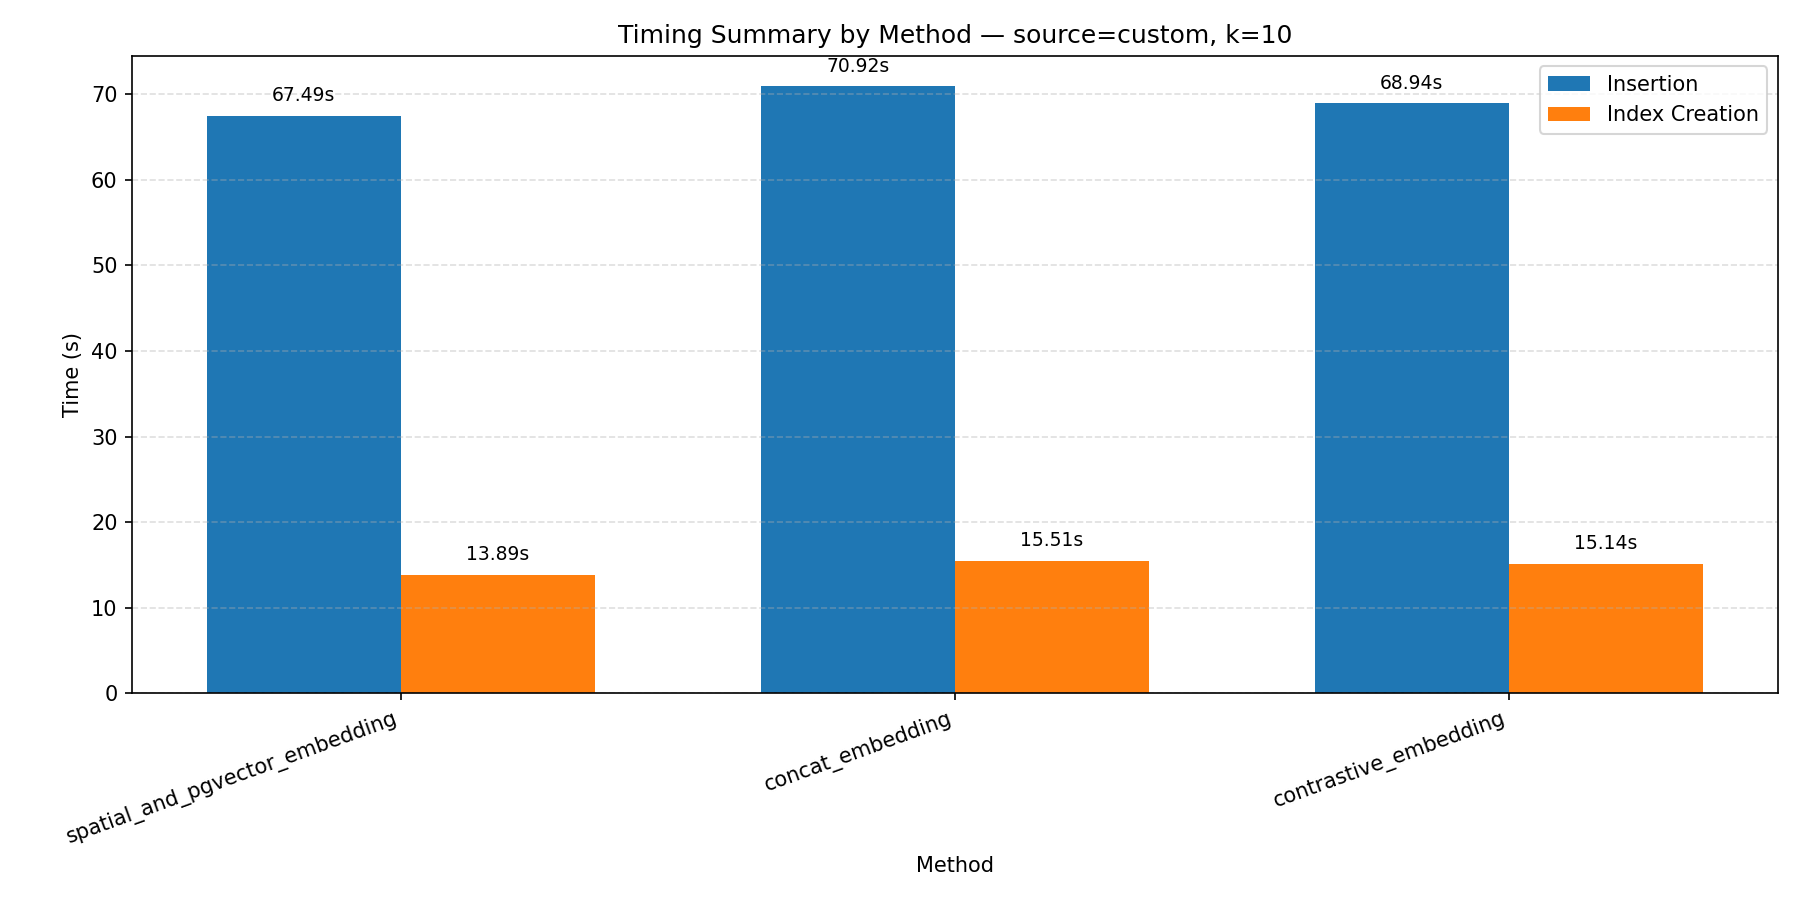 Timing Summary by Method — source=custom, k=10
Insertion
Index Creation
67.49s
70.92s
68.94s
13.89s
15.51s
15.14s
70
60
50
40
30
20
10
0
Time (s)
spatial_and_pgvector_embedding
concat_embedding
contrastive_embedding
Method